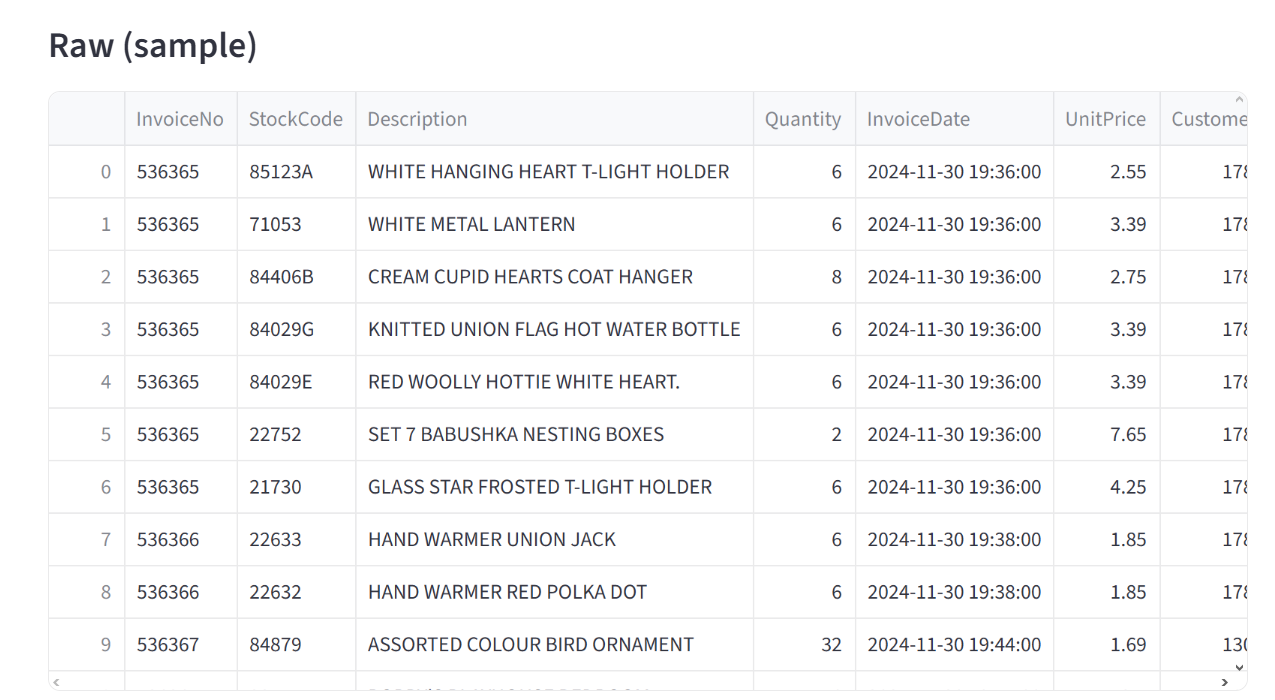 Raw (sample)
InvoiceNo StockCode Description Quantity InvoiceDate UnitPrice Custome
0 536365 85123A WHITE HANGING HEART T-LIGHT HOLDER 6 2024-11-30 19:36:00 2.55 178
1 536365 71053 WHITE METAL LANTERN 6 2024-11-30 19:36:00 3.39 178
2 536365 84406B CREAM CUPID HEARTS COAT HANGER 8 2024-11-30 19:36:00 2.75 178
3 536365 84029G KNITTED UNION FLAG HOT WATER BOTTLE 6 2024-11-30 19:36:00 3.39 178
4 536365 84029E RED WOOLLY HOTTIE WHITE HEART. 6 2024-11-30 19:36:00 3.39 178
5 536365 22752 SET 7 BABUSHKA NESTING BOXES 2 2024-11-30 19:36:00 7.65 178
6 536365 21730 GLASS STAR FROSTED T-LIGHT HOLDER 6 2024-11-30 19:36:00 4.25 178
7 536366 22633 HAND WARMER UNION JACK 6 2024-11-30 19:38:00 1.85 178
8 536366 22632 HAND WARMER RED POLKA DOT 6 2024-11-30 19:38:00 1.85 178
9 536367 84879 ASSORTED COLOUR BIRD ORNAMENT 32 2024-11-30 19:44:00 1.69 130